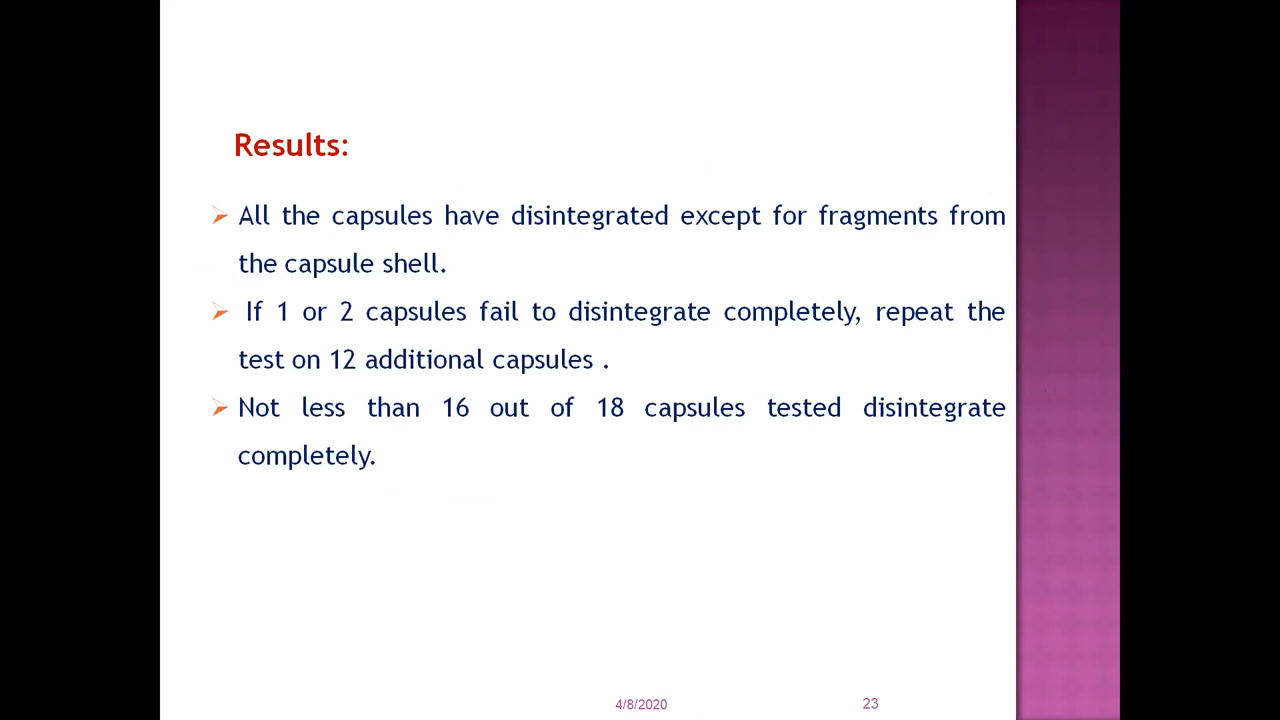 Results:
All the capsules have disintegrated except for fragments from
the capsule shell.
If 1 or 2 capsules fail to disintegrate completely, repeat the
test on 12 additional capsules .
Not less than 16 out of 18 capsules tested disintegrate
completely.
4/8/2020
23